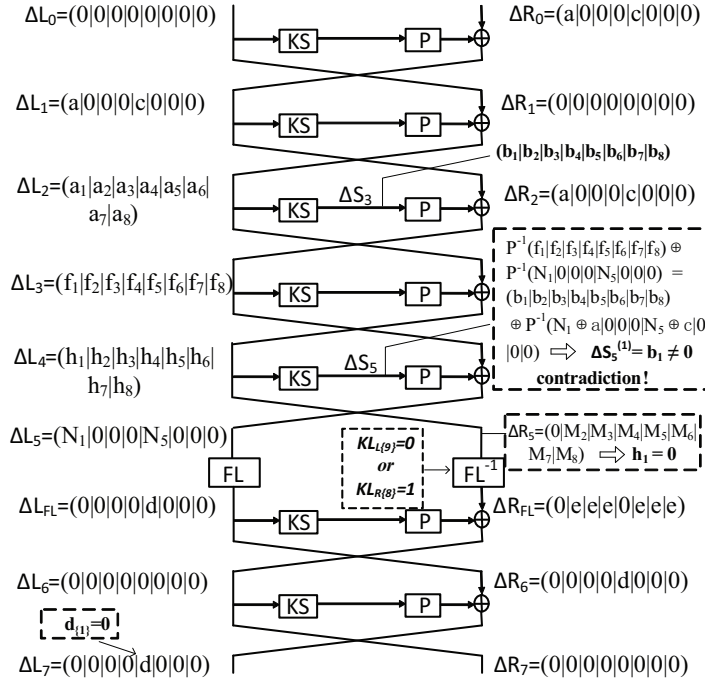 ΔL₀=(0|0|0|0|0|0|0|0)
ΔR₀=(a|0|0|0|c|0|0|0)
KS
P
ΔL₁=(a|0|0|0|c|0|0|0)
ΔR₁=(0|0|0|0|0|0|0|0)
KS
P
(b₁|b₂|b₃|b₄|b₅|b₆|b₇|b₈)
ΔL₂=(a₁|a₂|a₃|a₄|a₅|a₆|
a₇|a₈)
ΔS₃
ΔR₂=(a|0|0|0|c|0|0|0)
KS
P
P⁻¹(f₁|f₂|f₃|f₄|f₅|f₆|f₇|f₈) ⊕
P⁻¹(N₁|0|0|0|N₅|0|0|0) =
(b₁|b₂|b₃|b₄|b₅|b₆|b₇|b₈)
⊕ P⁻¹(N₁ ⊕ a|0|0|0|N₅ ⊕ c|0
|0|0) ⇒ ΔS₅⁽¹⁾= b₁ ≠ 0
contradiction!
ΔL₃=(f₁|f₂|f₃|f₄|f₅|f₆|f₇|f₈)
KS
P
ΔL₄=(h₁|h₂|h₃|h₄|h₅|h₆|
h₇|h₈)
ΔS₅
KS
P
ΔL₅=(N₁|0|0|0|N₅|0|0|0)
KL_L{9}=0
or
KL_R{8}=1
ΔR₅=(0|M₂|M₃|M₄|M₅|M₆|
M₇|M₈) ⇒ h₁ = 0
FL
FL⁻¹
ΔL_FL=(0|0|0|0|d|0|0|0)
ΔR_FL=(0|e|e|e|0|e|e|e)
KS
P
ΔL₆=(0|0|0|0|0|0|0|0)
ΔR₆=(0|0|0|0|d|0|0|0)
KS
P
d_{1}=0
ΔL₇=(0|0|0|0|d|0|0|0)
ΔR₇=(0|0|0|0|0|0|0|0)